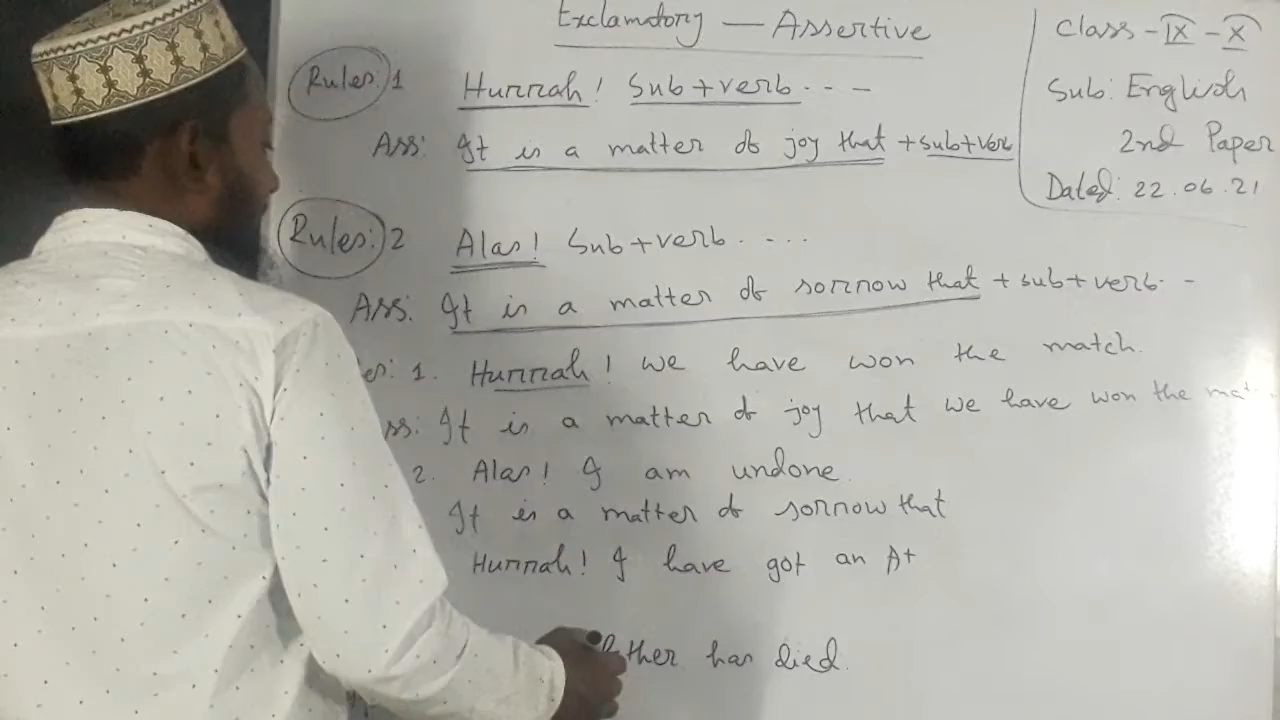 Exclamatory — Assertive
Class - IX - X
Sub: English
2nd Paper
Dated: 22.06.21
Rules: 1 Hurrah! Sub+verb - - -
Ass: It is a matter of joy that + sub+verb
Rules: 2 Alas! Sub+verb. - - -
Ass: It is a matter of sorrow that + sub+verb. -
1. Hurrah! we have won the match.
It is a matter of joy that we have won the
2. Alas! I am undone.
It is a matter of sorrow that
Hurrah! I have got an A+
has died.